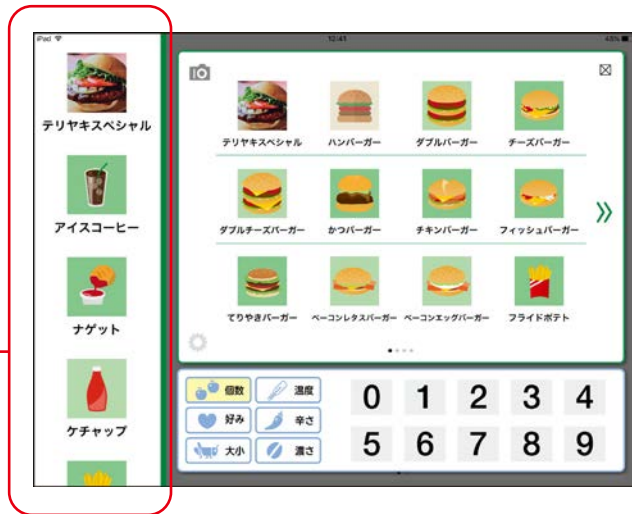 iPad
12:41
43%
テリヤキスペシャル
アイスコーヒー
ナゲット
ケチャップ
テリヤキスペシャル ハンバーガー ダブルバーガー チーズバーガー
ダブルチーズバーガー かつバーガー チキンバーガー フィッシュバーガー
てりやきバーガー ベーコンレタスバーガー ベーコンエッグバーガー フライドポテト
個数 温度
好み 辛さ
大小 濃さ
0 1 2 3 4
5 6 7 8 9